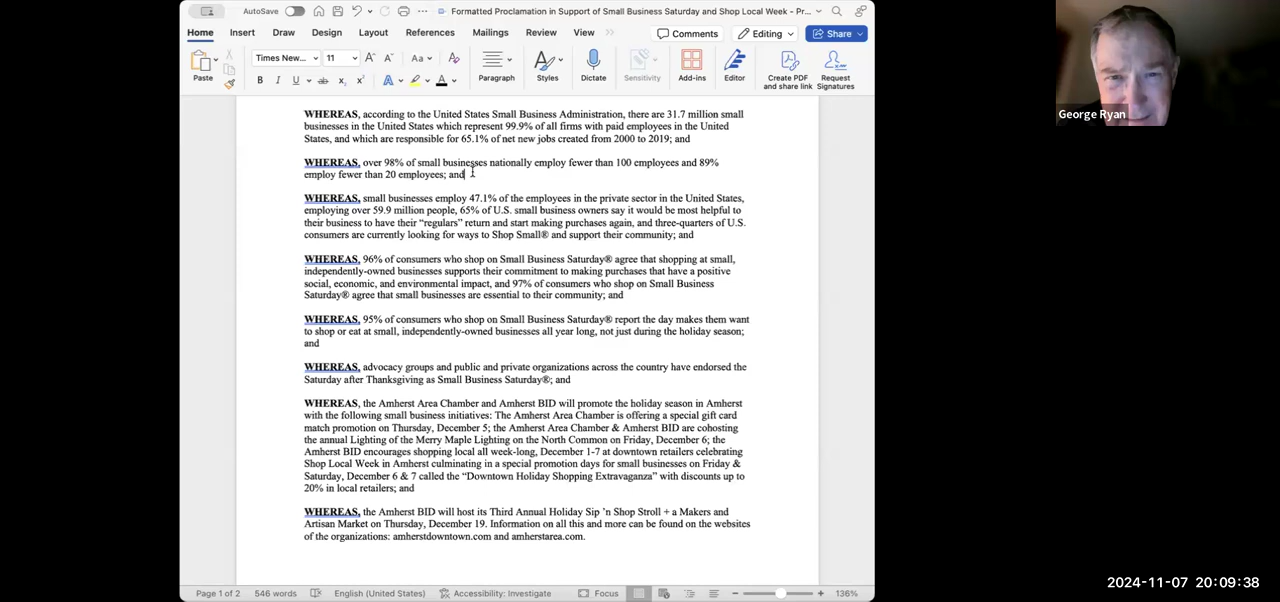 AutoSave
Formatted Proclamation in Support of Small Business Saturday and Shop Local Week - Pr...
Home Insert Draw Design Layout References Mailings Review View Comments Editing Share
Times New... 11 A A Aa A
Paste B I U ab x₂ x² A A Paragraph Styles Dictate Sensitivity Add-ins Editor Create PDF and share link Request Signatures
WHEREAS, according to the United States Small Business Administration, there are 31.7 million small
businesses in the United States which represent 99.9% of all firms with paid employees in the United
States, and which are responsible for 65.1% of net new jobs created from 2000 to 2019; and
WHEREAS, over 98% of small businesses nationally employ fewer than 100 employees and 89%
employ fewer than 20 employees; and
WHEREAS, small businesses employ 47.1% of the employees in the private sector in the United States,
employing over 59.9 million people, 65% of U.S. small business owners say it would be most helpful to
their business to have their “regulars” return and start making purchases again, and three-quarters of U.S.
consumers are currently looking for ways to Shop Small® and support their community; and
WHEREAS, 96% of consumers who shop on Small Business Saturday® agree that shopping at small,
independently-owned businesses supports their commitment to making purchases that have a positive
social, economic, and environmental impact, and 97% of consumers who shop on Small Business
Saturday® agree that small businesses are essential to their community; and
WHEREAS, 95% of consumers who shop on Small Business Saturday® report the day makes them want
to shop or eat at small, independently-owned businesses all year long, not just during the holiday season;
and
WHEREAS, advocacy groups and public and private organizations across the country have endorsed the
Saturday after Thanksgiving as Small Business Saturday®; and
WHEREAS, the Amherst Area Chamber and Amherst BID will promote the holiday season in Amherst
with the following small business initiatives: The Amherst Area Chamber is offering a special gift card
match promotion on Thursday, December 5; the Amherst Area Chamber & Amherst BID are cohosting
the annual Lighting of the Merry Maple Lighting on the North Common on Friday, December 6; the
Amherst BID encourages shopping local all week-long, December 1-7 at downtown retailers celebrating
Shop Local Week in Amherst culminating in a special promotion days for small businesses on Friday &
Saturday, December 6 & 7 called the “Downtown Holiday Shopping Extravaganza” with discounts up to
20% in local retailers; and
WHEREAS, the Amherst BID will host its Third Annual Holiday Sip ’n Shop Stroll + a Makers and
Artisan Market on Thursday, December 19. Information on all this and more can be found on the websites
of the organizations: amherstdowntown.com and amherstarea.com.
Page 1 of 2 546 words English (United States) Accessibility: Investigate Focus 136%
George Ryan
2024-11-07 20:09:38